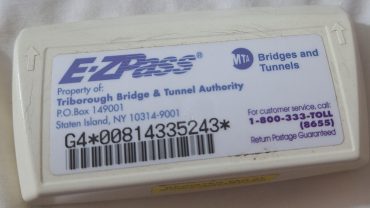 E-ZPass®
MTA Bridges and Tunnels
Property of:
Triborough Bridge & Tunnel Authority
P.O.Box 149001
Staten Island, NY 10314-9001
G4*00814335243*
For customer service, call:
1-800-333-TOLL
(8655)
Return Postage Guaranteed